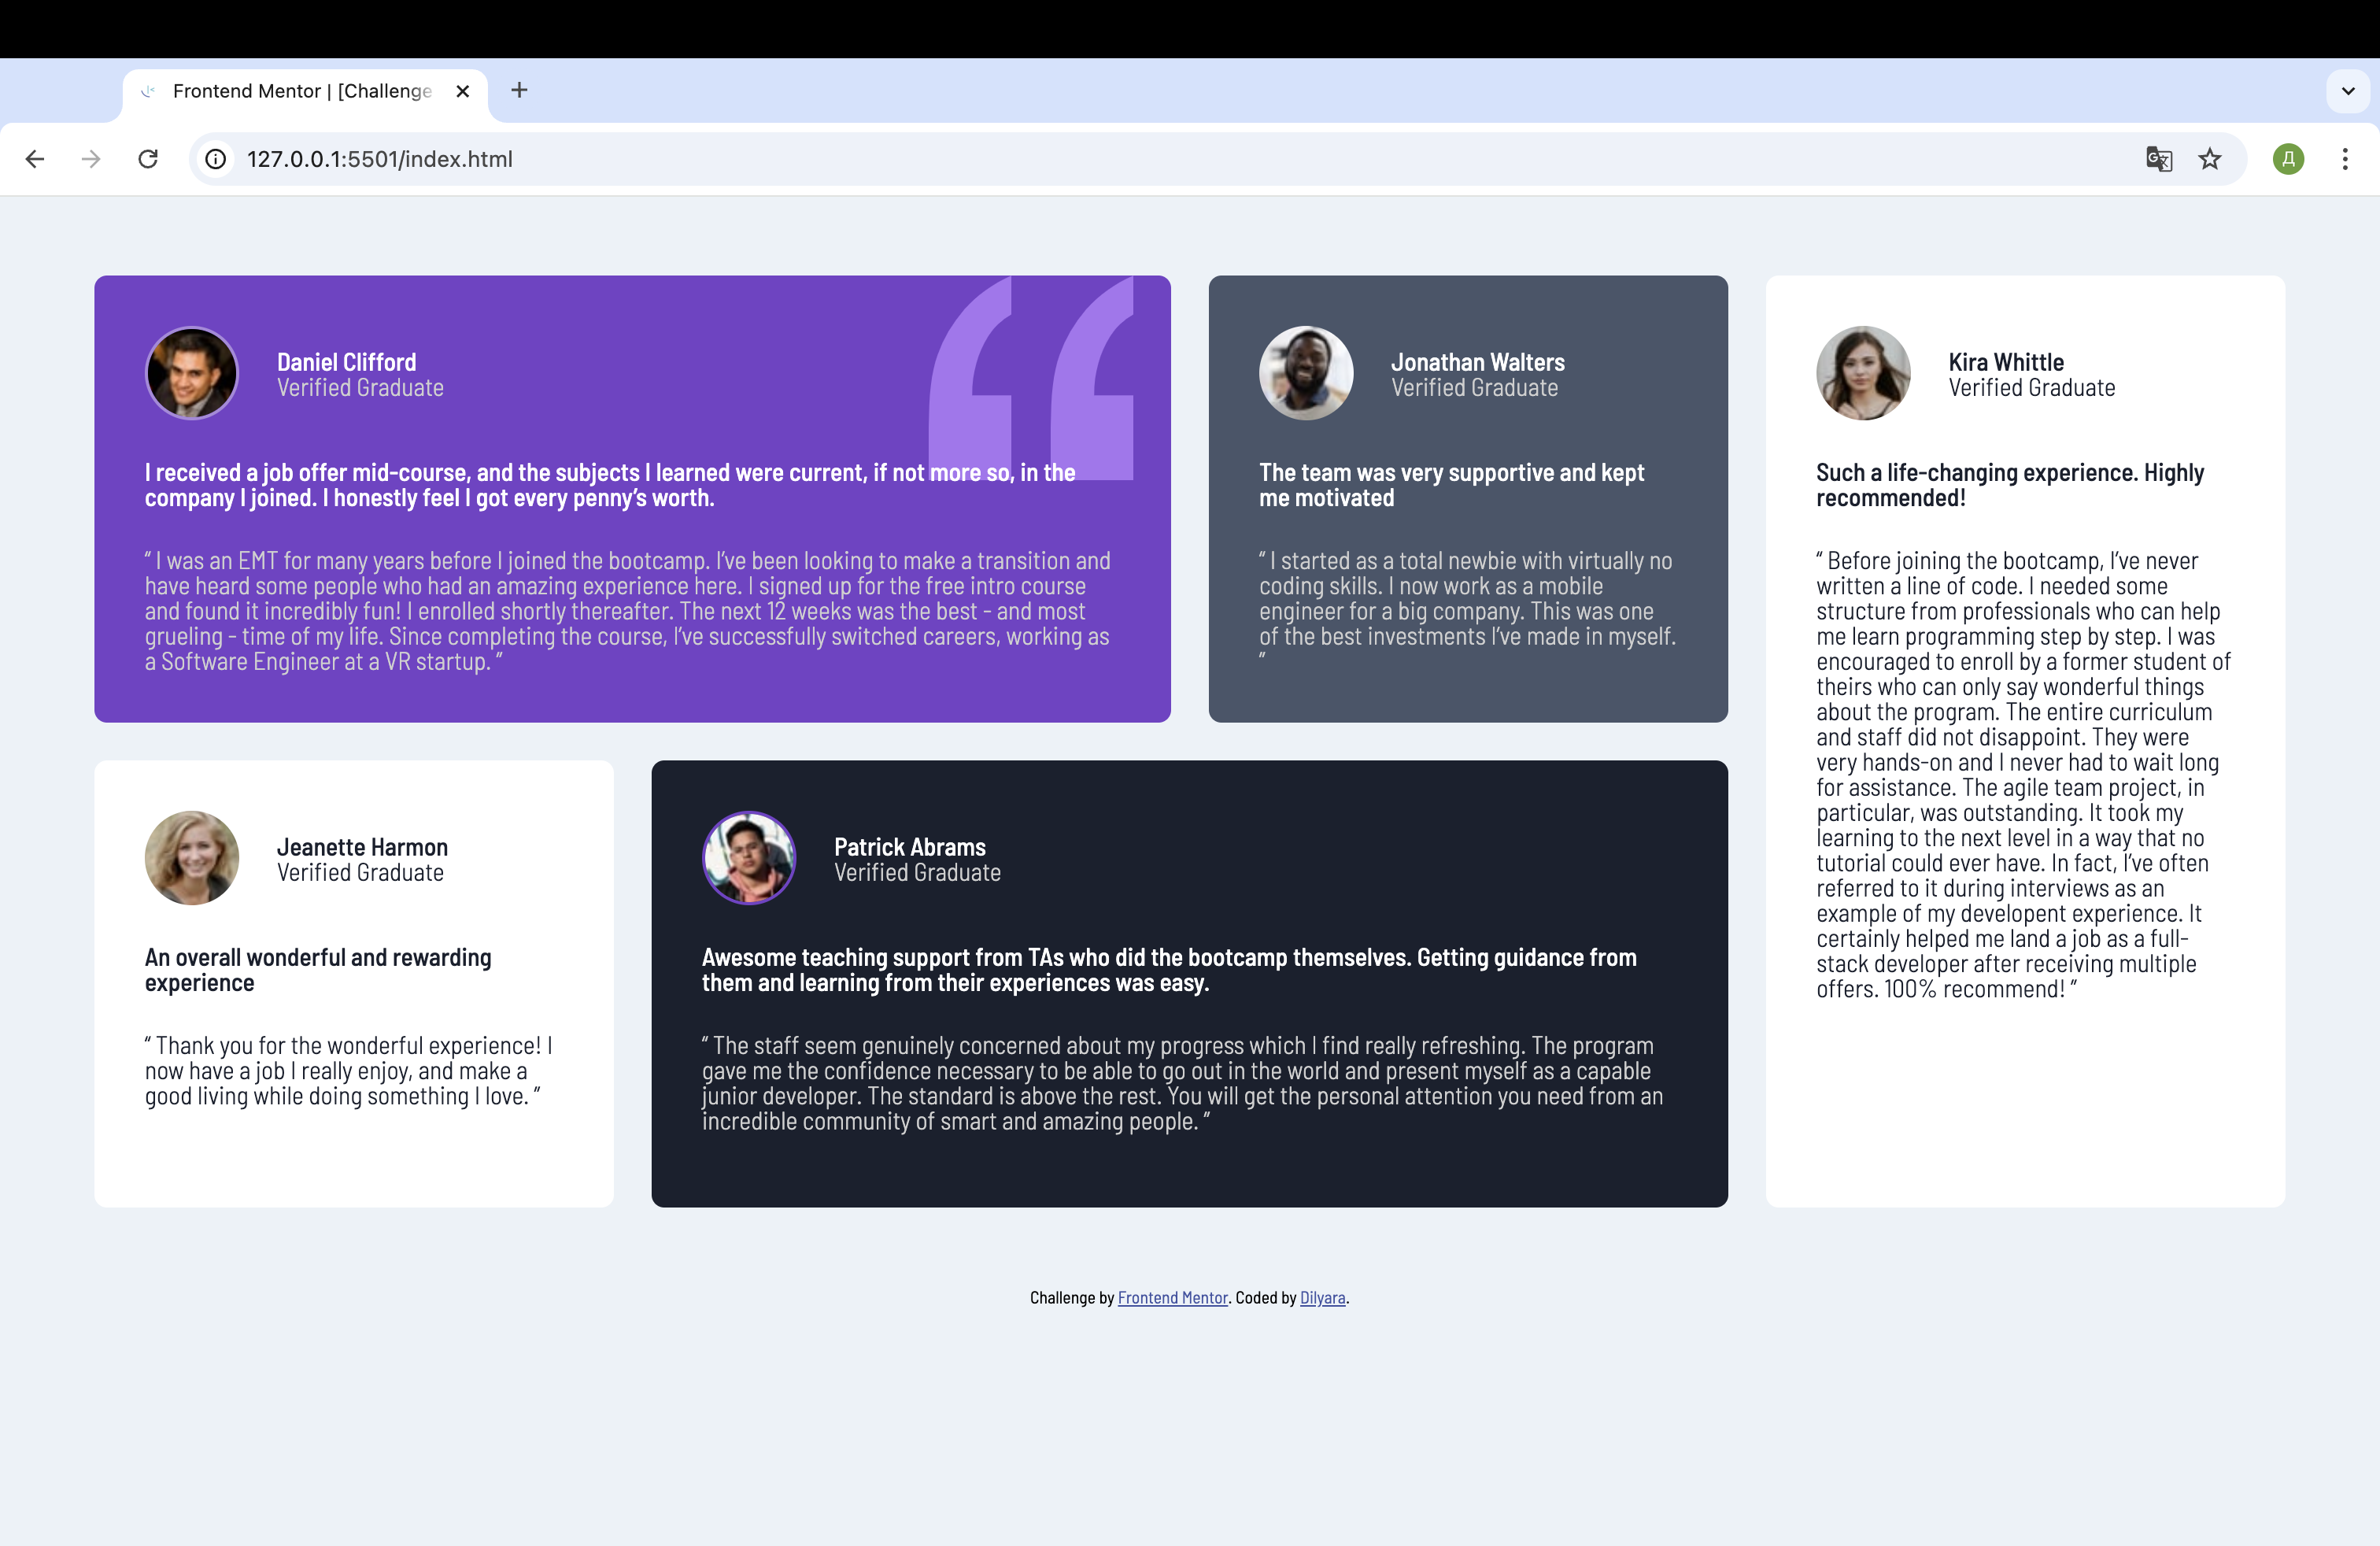 Frontend Mentor | [Challenge
127.0.0.1:5501/index.html
Д
Daniel Clifford
Verified Graduate
I received a job offer mid-course, and the subjects I learned were current, if not more so, in the
company I joined. I honestly feel I got every penny’s worth.
“ I was an EMT for many years before I joined the bootcamp. I’ve been looking to make a transition and
have heard some people who had an amazing experience here. I signed up for the free intro course
and found it incredibly fun! I enrolled shortly thereafter. The next 12 weeks was the best - and most
grueling - time of my life. Since completing the course, I’ve successfully switched careers, working as
a Software Engineer at a VR startup. ”
Jonathan Walters
Verified Graduate
The team was very supportive and kept
me motivated
“ I started as a total newbie with virtually no
coding skills. I now work as a mobile
engineer for a big company. This was one
of the best investments I’ve made in myself.
”
Kira Whittle
Verified Graduate
Such a life-changing experience. Highly
recommended!
“ Before joining the bootcamp, I’ve never
written a line of code. I needed some
structure from professionals who can help
me learn programming step by step. I was
encouraged to enroll by a former student of
theirs who can only say wonderful things
about the program. The entire curriculum
and staff did not disappoint. They were
very hands-on and I never had to wait long
for assistance. The agile team project, in
particular, was outstanding. It took my
learning to the next level in a way that no
tutorial could ever have. In fact, I’ve often
referred to it during interviews as an
example of my developent experience. It
certainly helped me land a job as a full-
stack developer after receiving multiple
offers. 100% recommend! ”
Jeanette Harmon
Verified Graduate
An overall wonderful and rewarding
experience
“ Thank you for the wonderful experience! I
now have a job I really enjoy, and make a
good living while doing something I love. ”
Patrick Abrams
Verified Graduate
Awesome teaching support from TAs who did the bootcamp themselves. Getting guidance from
them and learning from their experiences was easy.
“ The staff seem genuinely concerned about my progress which I find really refreshing. The program
gave me the confidence necessary to be able to go out in the world and present myself as a capable
junior developer. The standard is above the rest. You will get the personal attention you need from an
incredible community of smart and amazing people. ”
Challenge by Frontend Mentor. Coded by Dilyara.